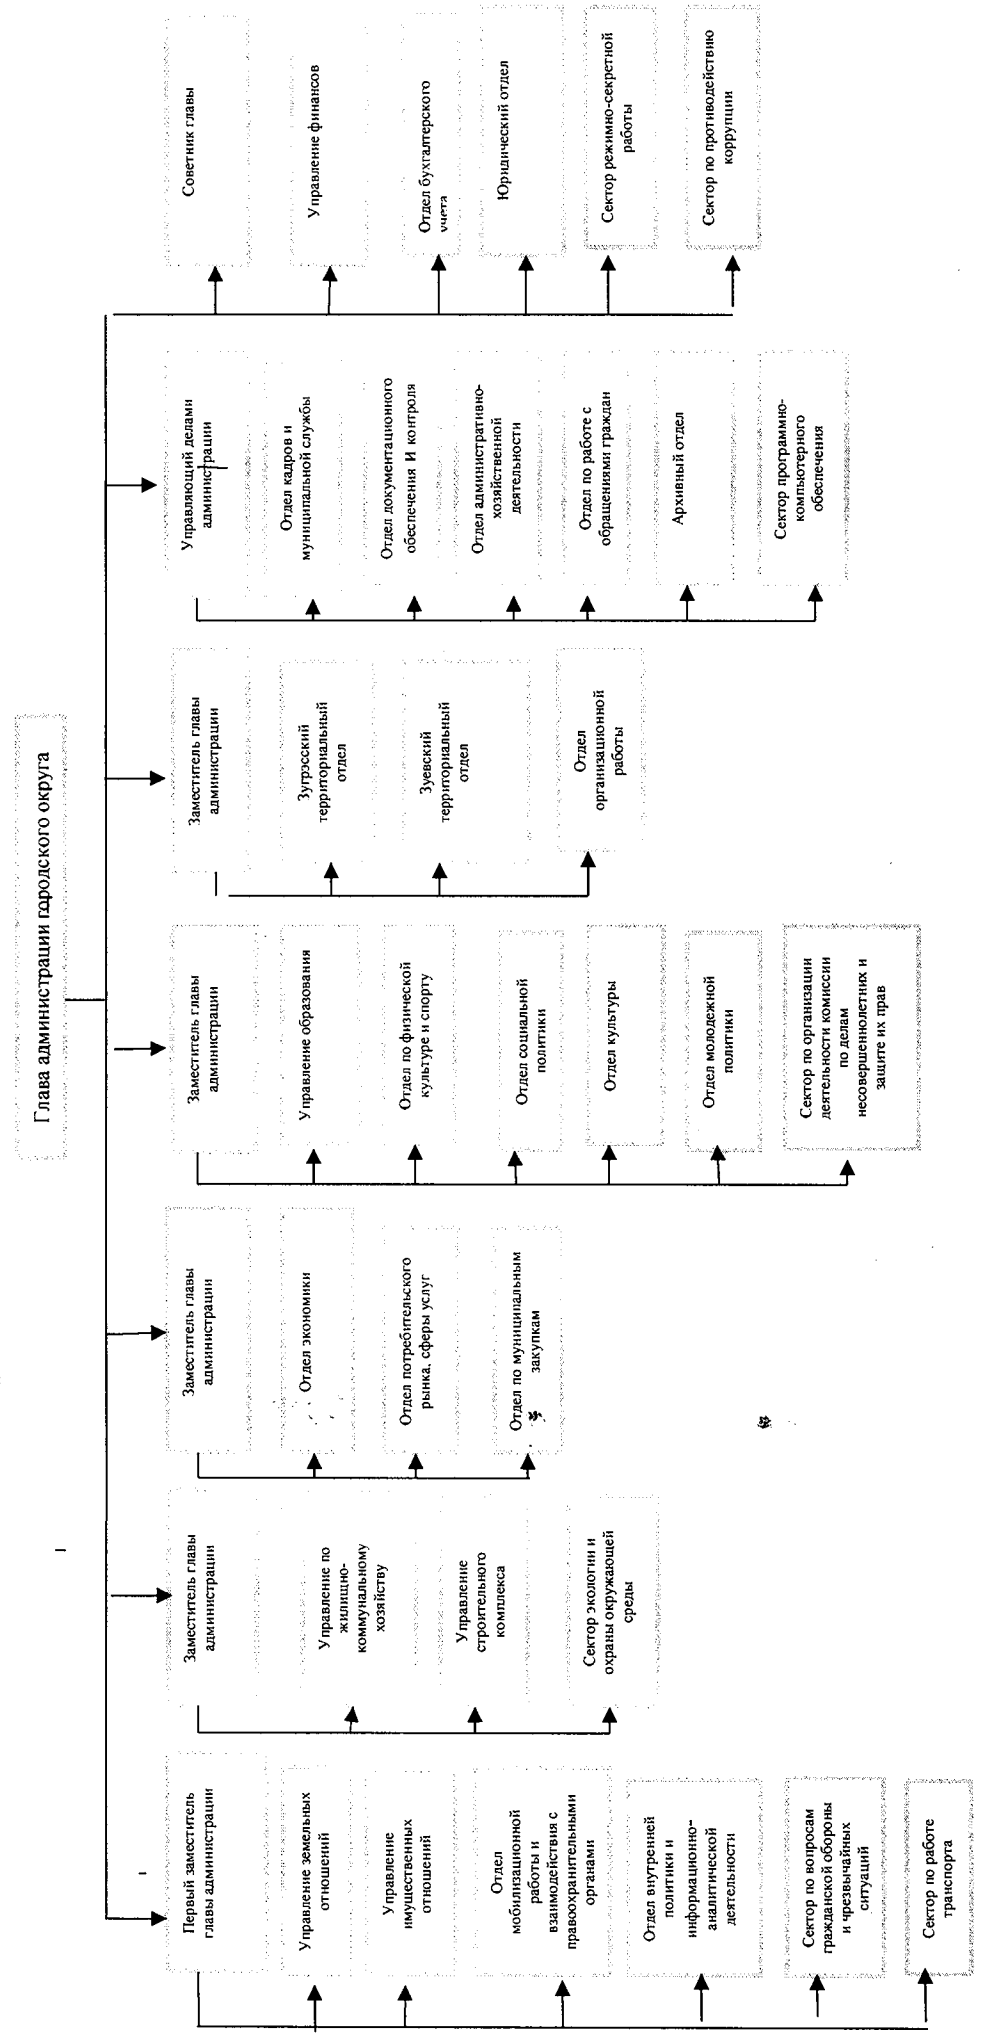 Глава администрации городского округа
Первый заместитель
главы администрации
Управление земельных
отношений
Управление
имущественных
отношений
Отдел
мобилизационной
работы и
взаимодействия с
правоохранительными
органами
Отдел внутренней
политики и
информационно-
аналитической
деятельности
Сектор по вопросам
гражданской обороны
и чрезвычайных
ситуаций
Сектор по работе
транспорта
Заместитель главы
администрации
Управление по
жилищно-
коммунальному
хозяйству
Управление
строительного
комплекса
Сектор экологии и
охраны окружающей
среды
Заместитель главы
администрации
Отдел экономики
Отдел потребительского
рынка, сферы услуг
Отдел по муниципальным
закупкам
Заместитель главы
администрации
Управление образования
Отдел по физической
культуре и спорту
Отдел социальной
политики
Отдел культуры
Отдел молодежной
политики
Сектор по организации
деятельности комиссии
по делам
несовершеннолетних и
защите их прав
Заместитель главы
администрации
Зугрэсский
территориальный
отдел
Зуевский
территориальный
отдел
Отдел
организационной
работы
Управляющий делами
администрации
Отдел кадров и
муниципальной службы
Отдел документационного
обеспечения И контроля
Отдел административно-
хозяйственной
деятельности
Отдел по работе с
обращениями граждан
Архивный отдел
Сектор программно-
компьютерного
обеспечения
Советник главы
Управление финансов
Отдел бухгалтерского
учета
Юридический отдел
Сектор режимно-секретной
работы
Сектор по противодействию
коррупции